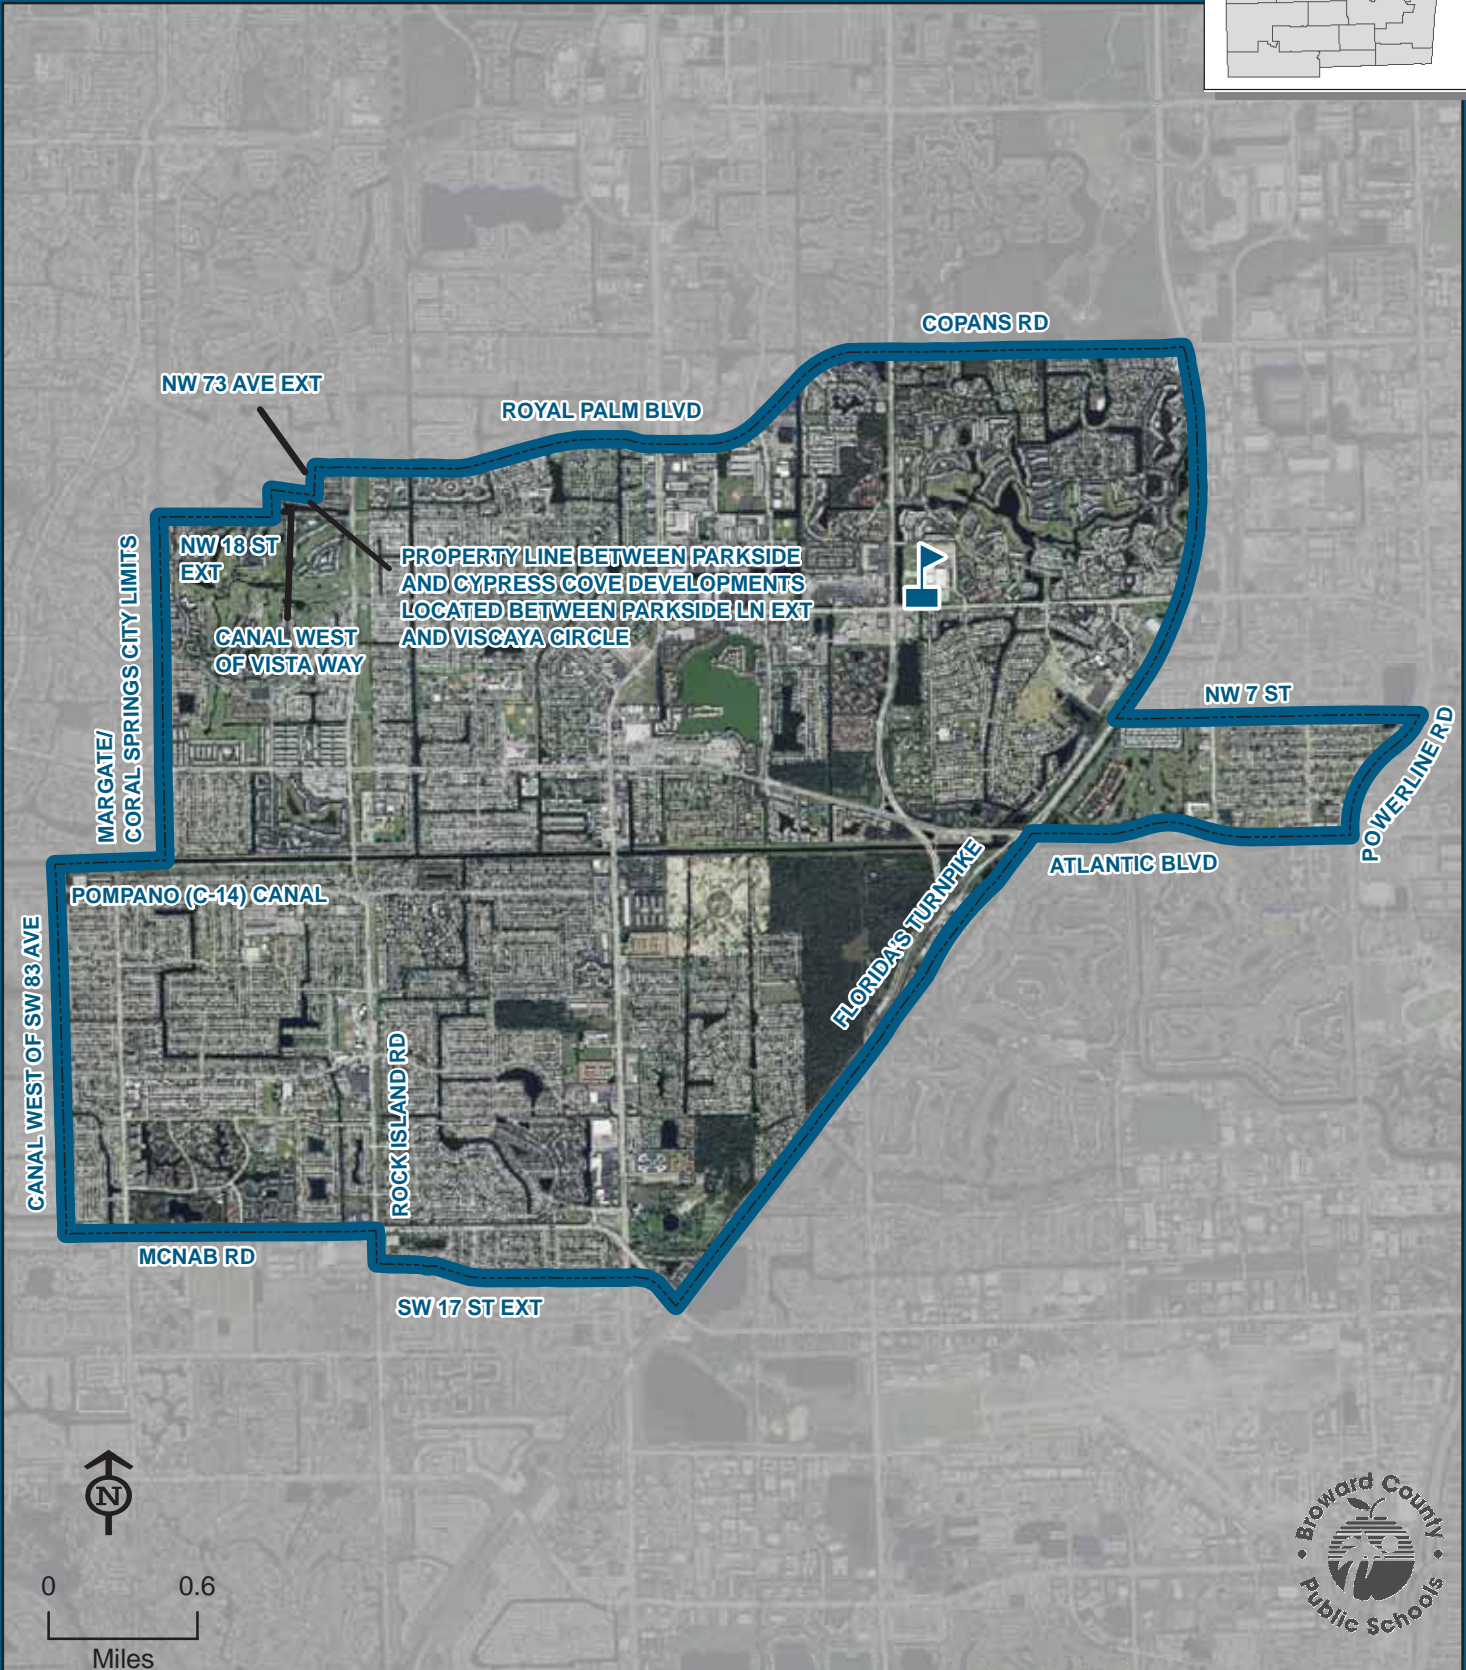 COPANS RD
NW 73 AVE EXT
ROYAL PALM BLVD
NW 18 ST
EXT
PROPERTY LINE BETWEEN PARKSIDE
AND CYPRESS COVE DEVELOPMENTS
LOCATED BETWEEN PARKSIDE LN EXT
AND VISCAYA CIRCLE
CANAL WEST
OF VISTA WAY
MARGATE/
CORAL SPRINGS CITY LIMITS
NW 7 ST
POWERLINE RD
ATLANTIC BLVD
FLORIDA'S TURNPIKE
POMPANO (C-14) CANAL
CANAL WEST OF SW 83 AVE
ROCK ISLAND RD
MCNAB RD
SW 17 ST EXT
N
0 0.6
Miles
Broward County
Public Schools